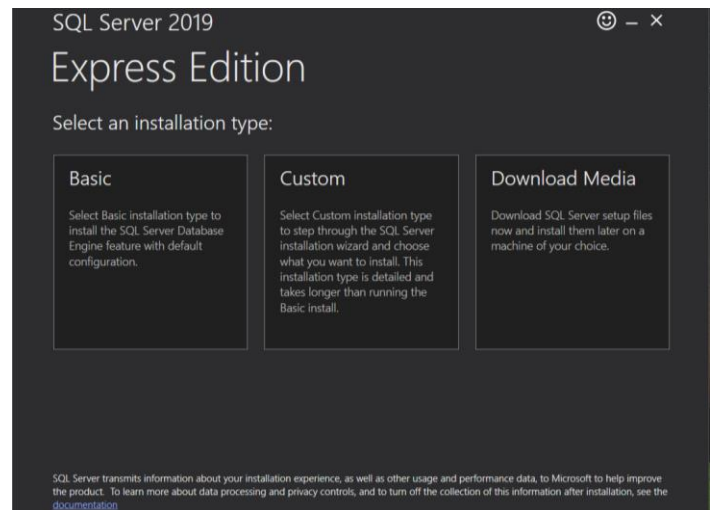 SQL Server 2019
Express Edition
Select an installation type:
Basic
Select Basic installation type to
install the SQL Server Database
Engine feature with default
configuration.
Custom
Select Custom installation type
to step through the SQL Server
installation wizard and choose
what you want to install. This
installation type is detailed and
takes longer than running the
Basic install.
Download Media
Download SQL Server setup files
now and install them later on a
machine of your choice.
SQL Server transmits information about your installation experience, as well as other usage and performance data, to Microsoft to help improve
the product. To learn more about data processing and privacy controls, and to turn off the collection of this information after installation, see the
documentation